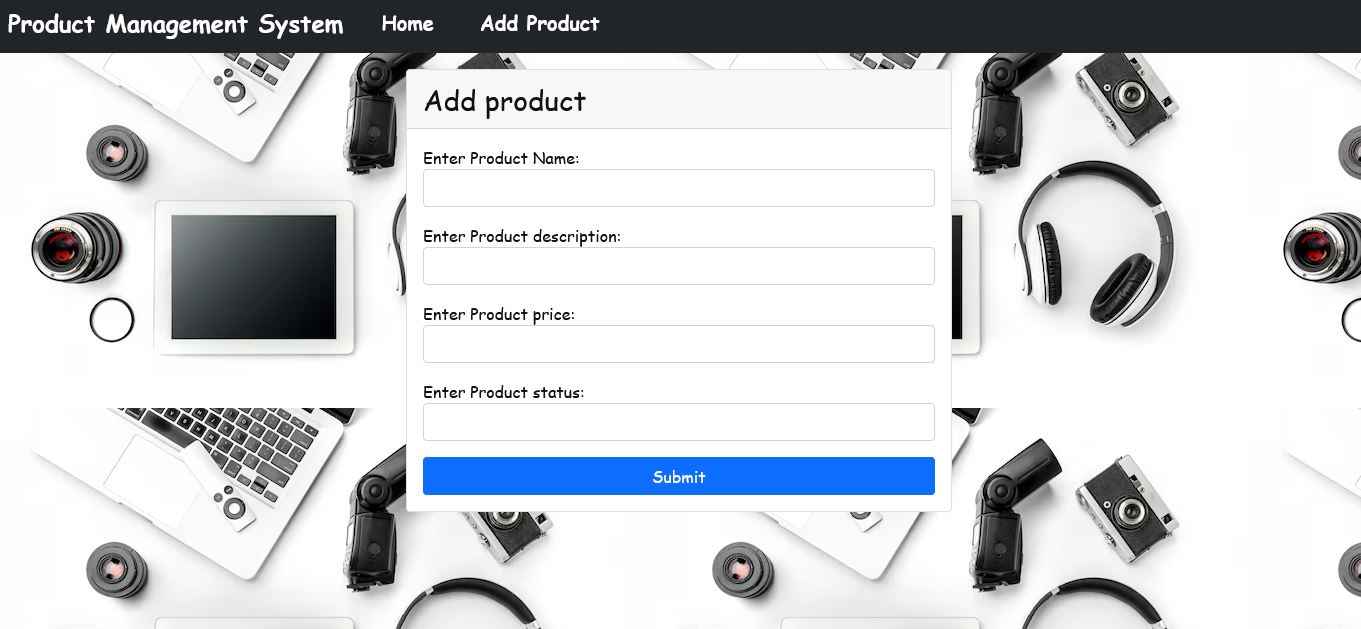 Product Management System Home Add Product
Add product
Enter Product Name:
Enter Product description:
Enter Product price:
Enter Product status:
Submit